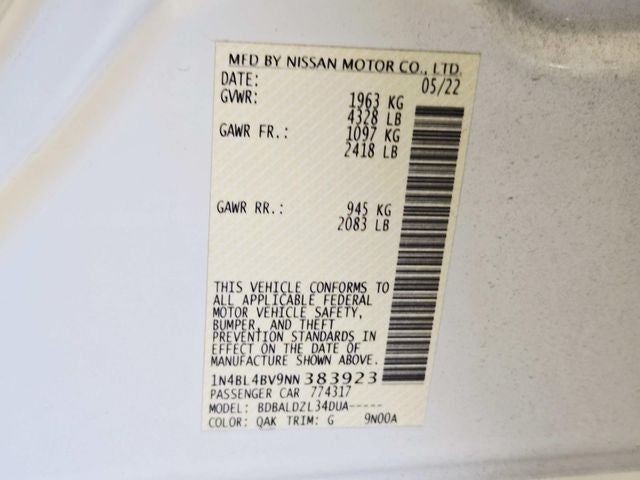 MFD BY NISSAN MOTOR CO., LTD.
DATE: 05/22
GVWR: 1963 KG
4328 LB
GAWR FR.: 1097 KG
2418 LB
GAWR RR.: 945 KG
2083 LB
THIS VEHICLE CONFORMS TO
ALL APPLICABLE FEDERAL
MOTOR VEHICLE SAFETY,
BUMPER, AND THEFT
PREVENTION STANDARDS IN
EFFECT ON THE DATE OF
MANUFACTURE SHOWN ABOVE.
1N4BL4BV9NN383923
PASSENGER CAR 774317
MODEL: BDBALDZL34DUA-----
COLOR: QAK TRIM: G 9N00A